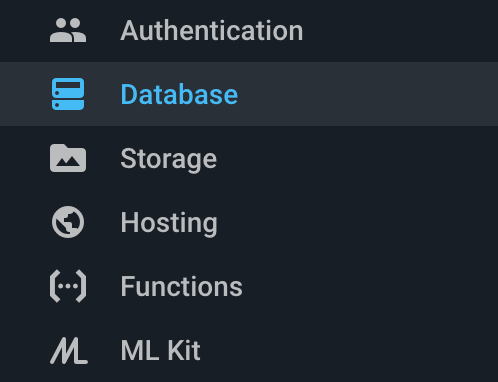 Authentication
Database
Storage
Hosting
Functions
ML Kit